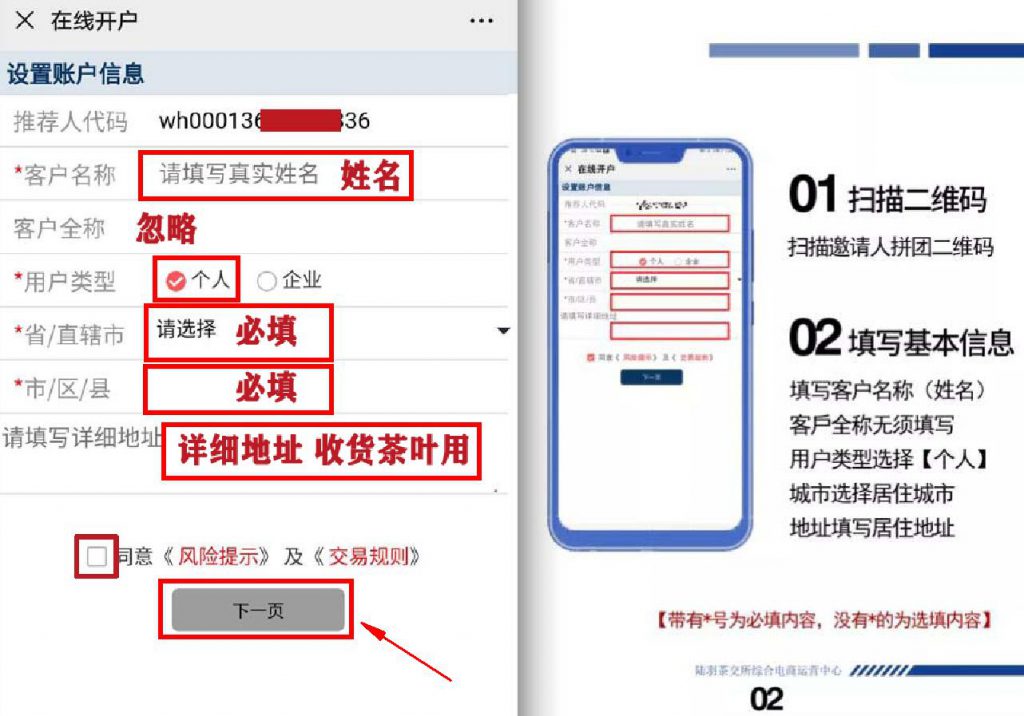 在线开户
设置账户信息
推荐人代码 wh000136 336
*客户名称 请填写真实姓名 姓名
客户全称 忽略
*用户类型 个人 企业
*省/直辖市 请选择 必填
*市/区/县 必填
请填写详细地址 详细地址 收货茶叶用
同意《风险提示》及《交易规则》
下一页
在线开户
设置账户信息
推荐人代码
*客户名称 请填写真实姓名
客户全称
*用户类型 个人 企业
*省/直辖市 请选择
*市/区/县
请填写详细地址
同意《风险提示》及《交易规则》
下一页
01 扫描二维码
扫描邀请人拼团二维码
02 填写基本信息
填写客户名称（姓名）
客戶全称无须填写
用户类型选择【个人】
城市选择居住城市
地址填写居住地址
【带有*号为必填内容，没有*的为选填内容】
陆羽茶交所综合电商运营中心
02